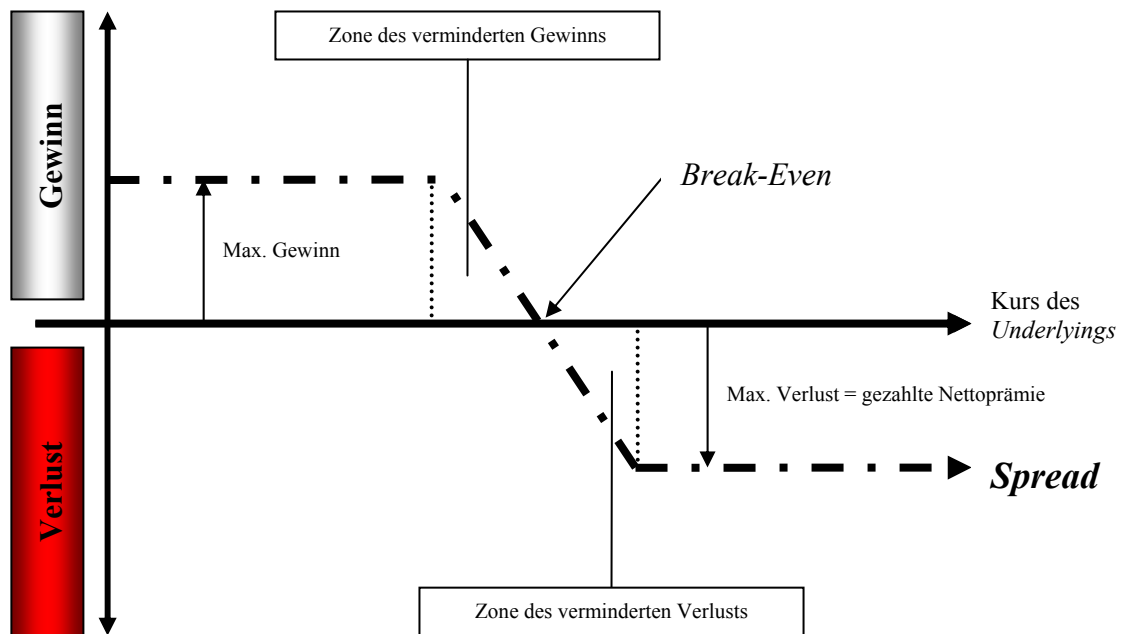 Zone des verminderten Gewinns
Gewinn
Break-Even
Max. Gewinn
Kurs des
Underlyings
Max. Verlust = gezahlte Nettoprämie
Verlust
Spread
Zone des verminderten Verlusts